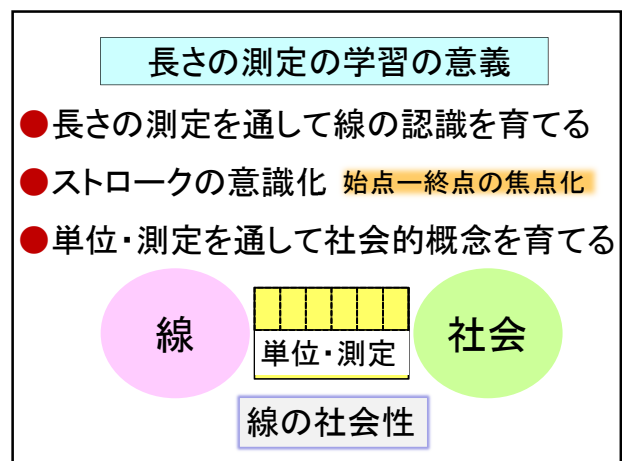 長さの測定の学習の意義
●長さの測定を通して線の認識を育てる
●ストロークの意識化 始点ー終点の焦点化
●単位・測定を通して社会的概念を育てる
線
単位・測定
社会
線の社会性